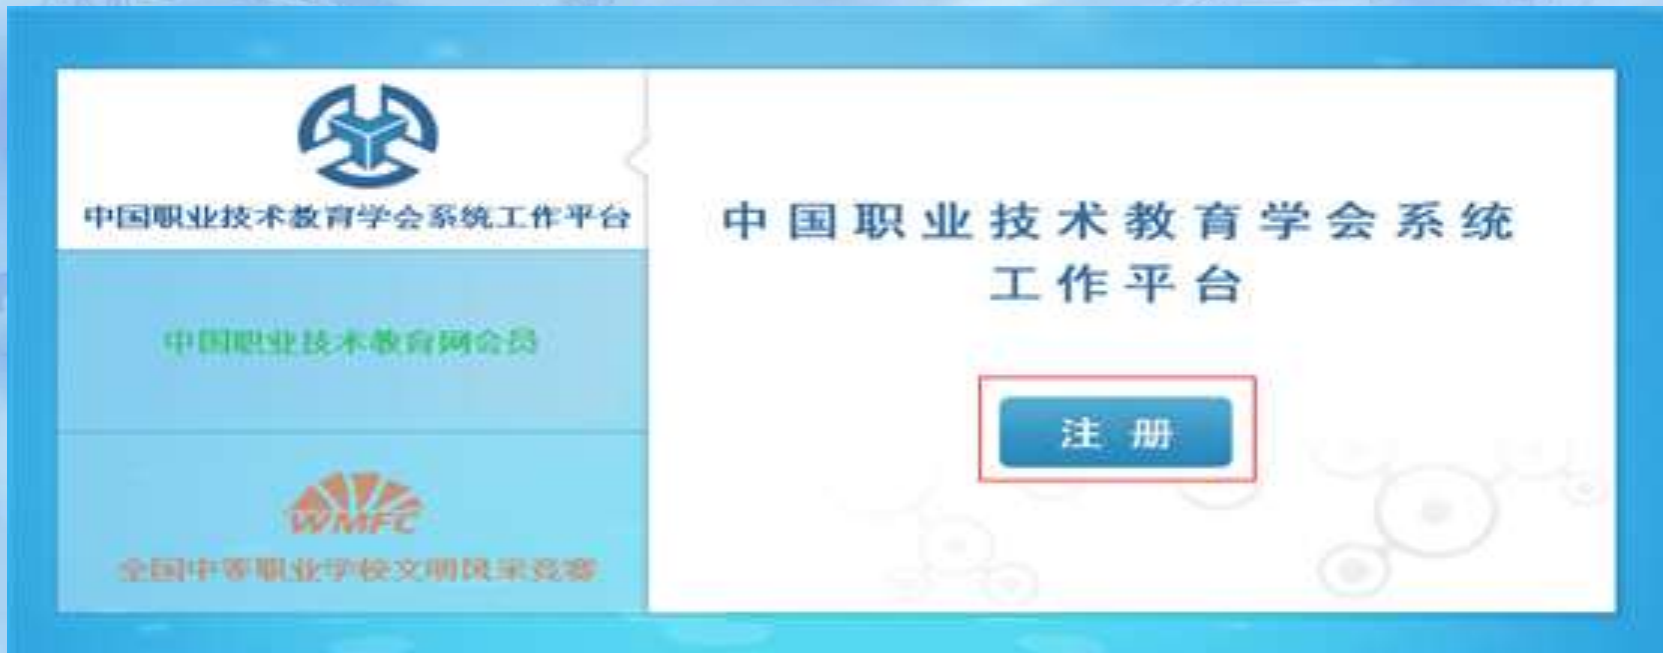 中国职业技术教育学会系统工作平台
中国职业技术教育网会员
WMFC
全国中等职业学校文明风采竞赛
中国职业技术教育学会系统
工作平台
注册